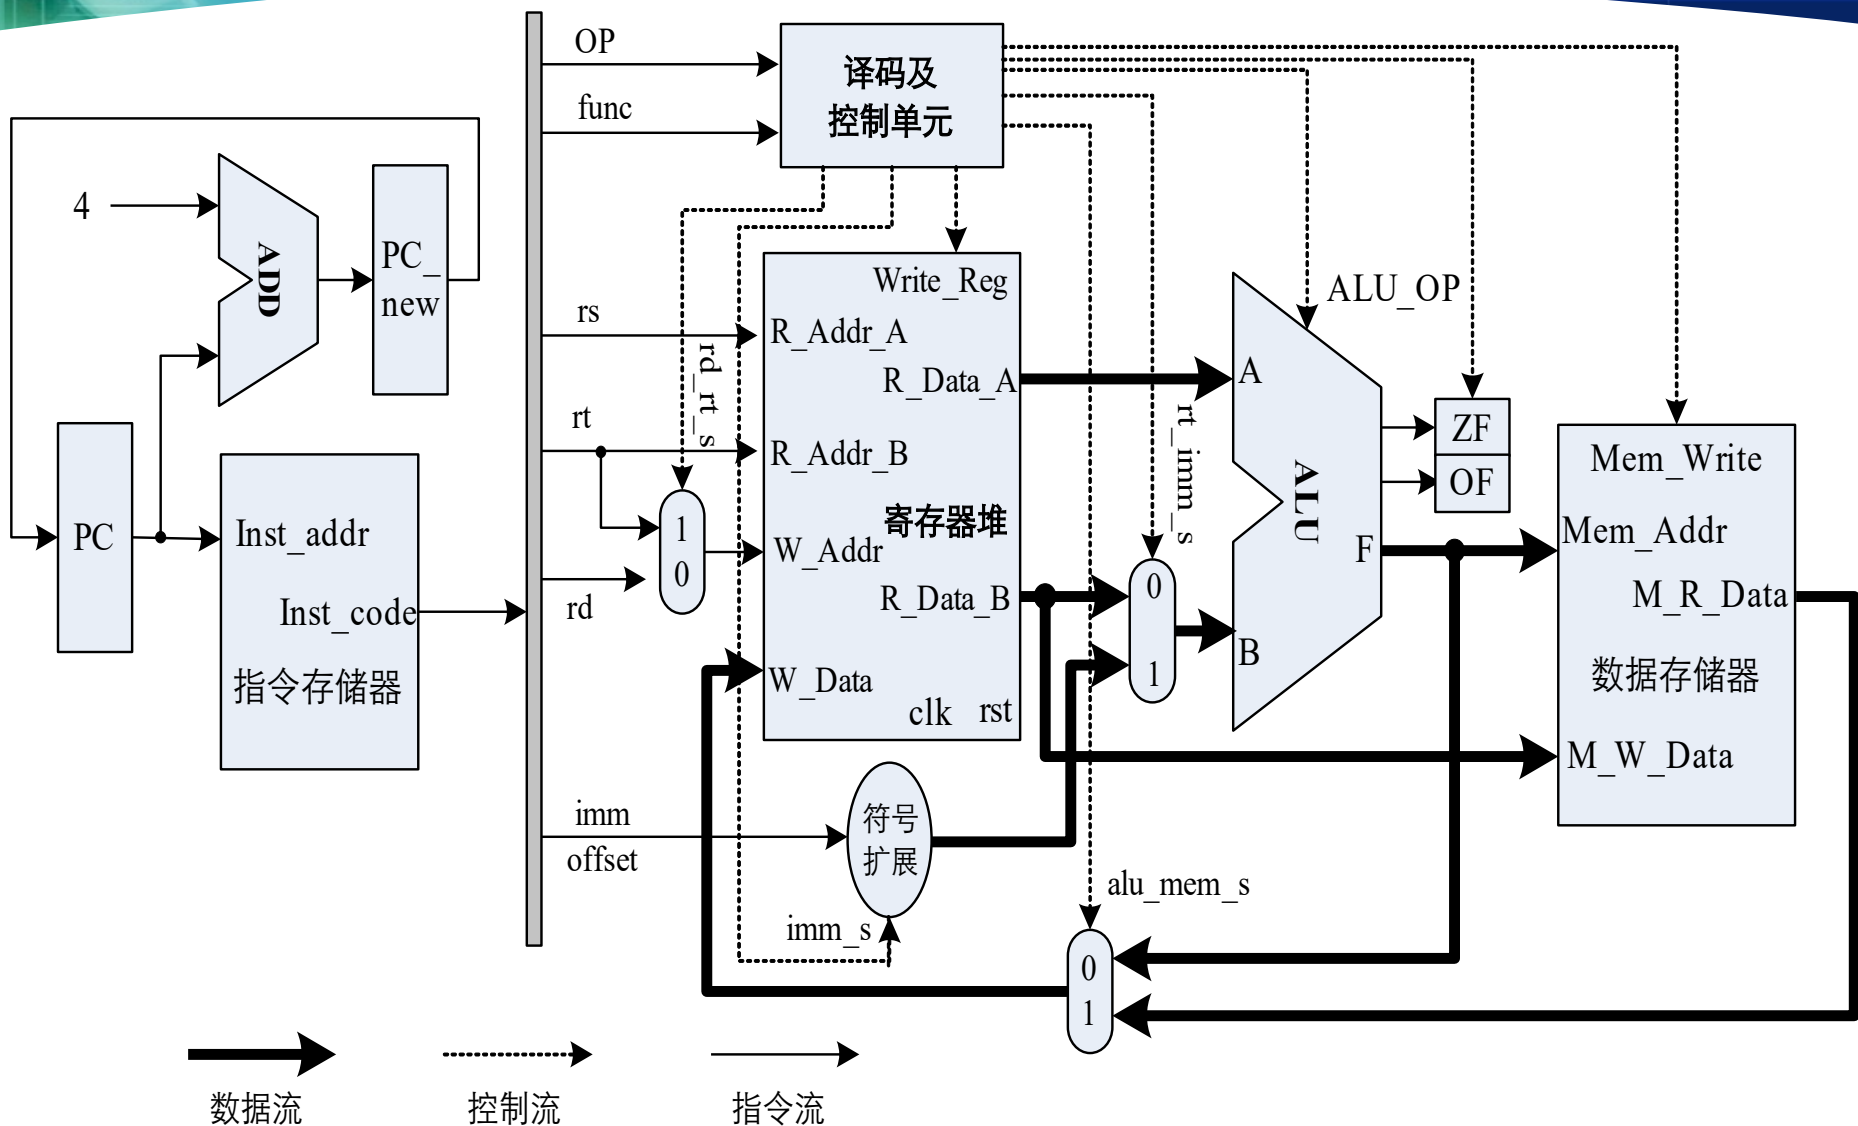 OP
func
译码及
控制单元
4
ADD
PC_
new
PC
Inst_addr
Inst_code
指令存储器
rs
rt
rd
rd_rt_s
1
0
Write_Reg
R_Addr_A
R_Data_A
R_Addr_B
寄存器堆
W_Addr
R_Data_B
W_Data
clk rst
imm
offset
符号
扩展
imm_s
rt_imm_s
0
1
ALU_OP
A
ALU
F
B
ZF
OF
Mem_Write
Mem_Addr
M_R_Data
数据存储器
M_W_Data
alu_mem_s
0
1
数据流
控制流
指令流